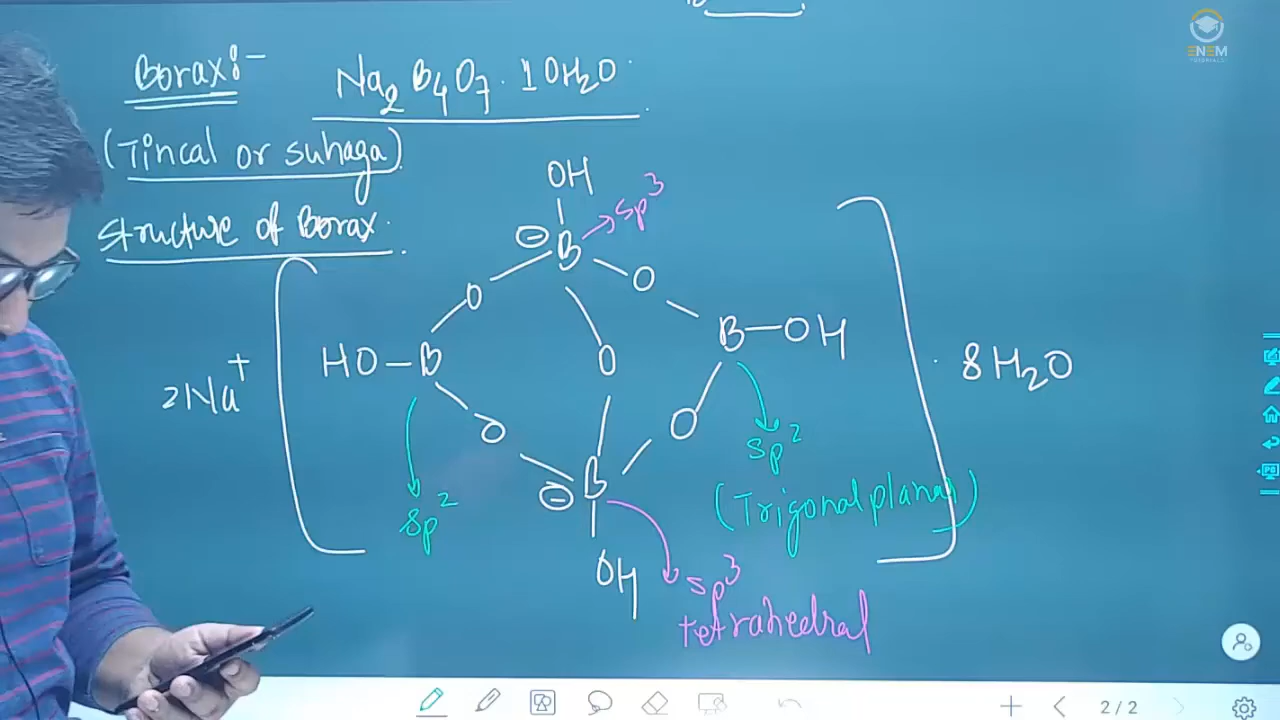 Borax:-
Na2B4O7.10H2O
ENEM
TUTORIALS
(Tincal or suhaga)
Structure of Borax.
OH
sp3
⊖ B
O
O
HO-B
O
B-OH
2Na+
. 8H2O
O
O
sp2
sp2
⊖ B
(Trigonal planar)
OH
sp3
tetrahedral
2/2